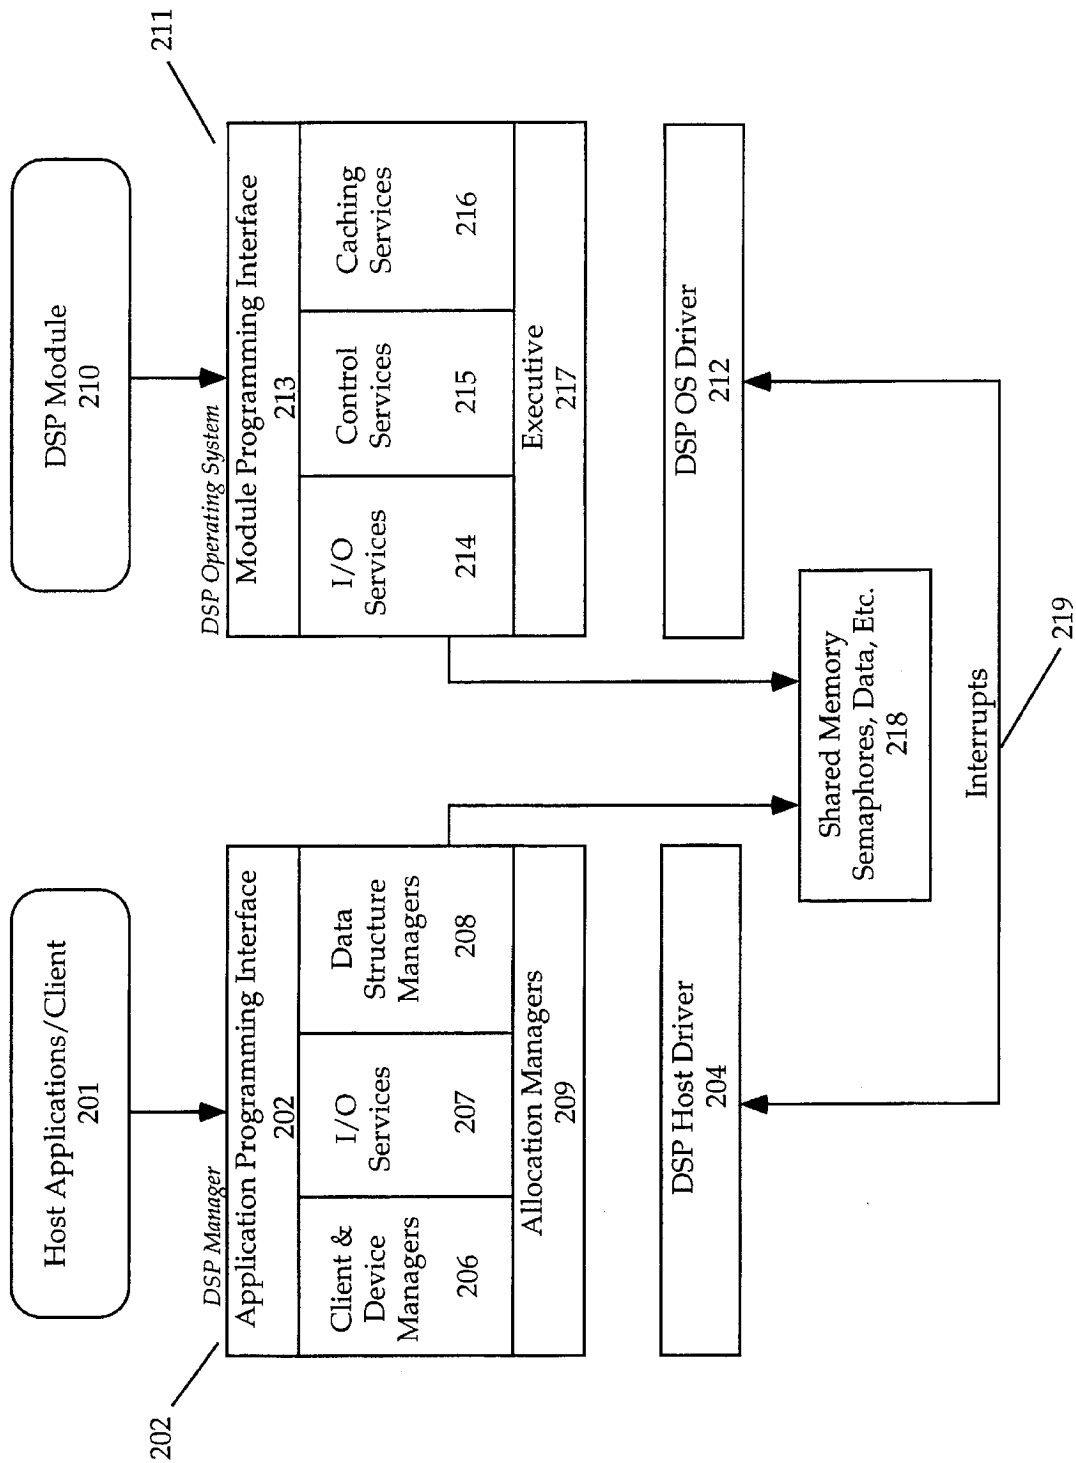 Host Applications/Client
201
DSP Manager
202
Application Programming Interface
202
Client &
Device
Managers
206
I/O
Services
207
Data
Structure
Managers
208
Allocation Managers
209
DSP Host Driver
204
DSP Module
210
DSP Operating System
211
Module Programming Interface
213
I/O
Services
214
Control
Services
215
Caching
Services
216
Executive
217
DSP OS Driver
212
Shared Memory
Semaphores, Data, Etc.
218
Interrupts
219